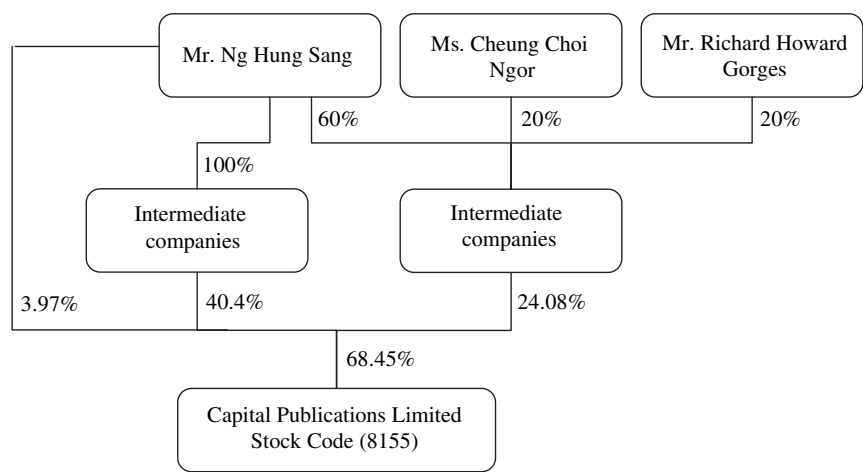 Mr. Ng Hung Sang
Ms. Cheung Choi
Ngor
Mr. Richard Howard
Gorges
60%
20%
20%
100%
Intermediate
companies
Intermediate
companies
3.97%
40.4%
24.08%
68.45%
Capital Publications Limited
Stock Code (8155)